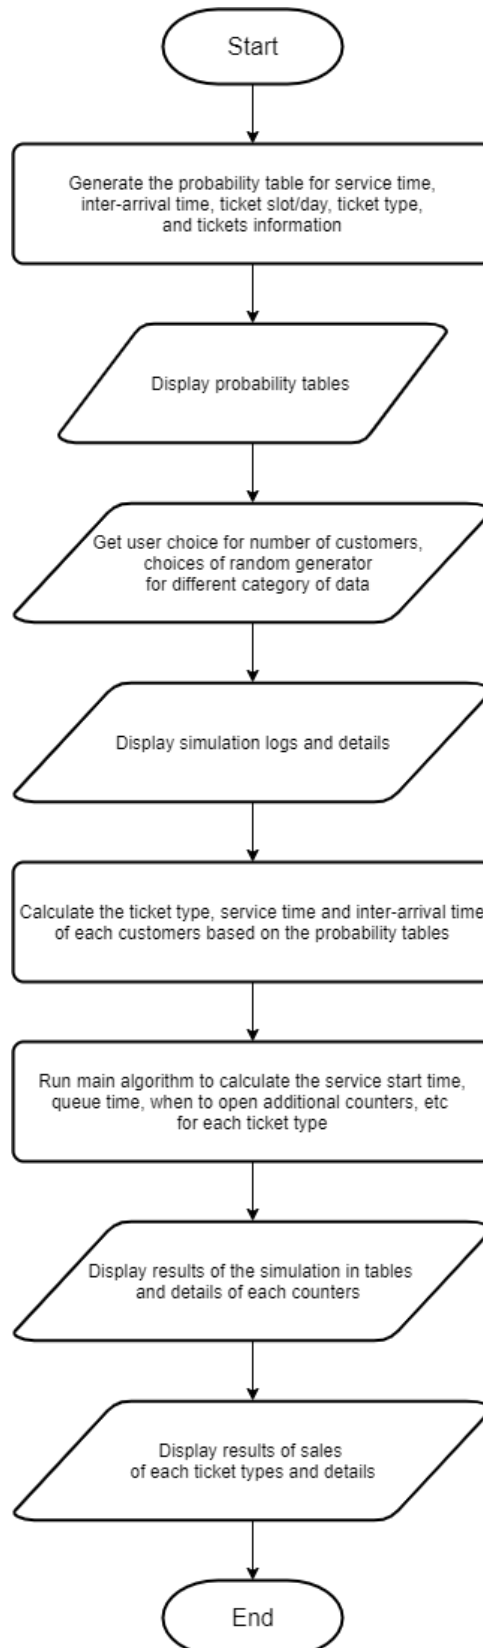 Start
Generate the probability table for service time,
inter-arrival time, ticket slot/day, ticket type,
and tickets information
Display probability tables
Get user choice for number of customers,
choices of random generator
for different category of data
Display simulation logs and details
Calculate the ticket type, service time and inter-arrival time
of each customers based on the probability tables
Run main algorithm to calculate the service start time,
queue time, when to open additional counters, etc
for each ticket type
Display results of the simulation in tables
and details of each counters
Display results of sales
of each ticket types and details
End